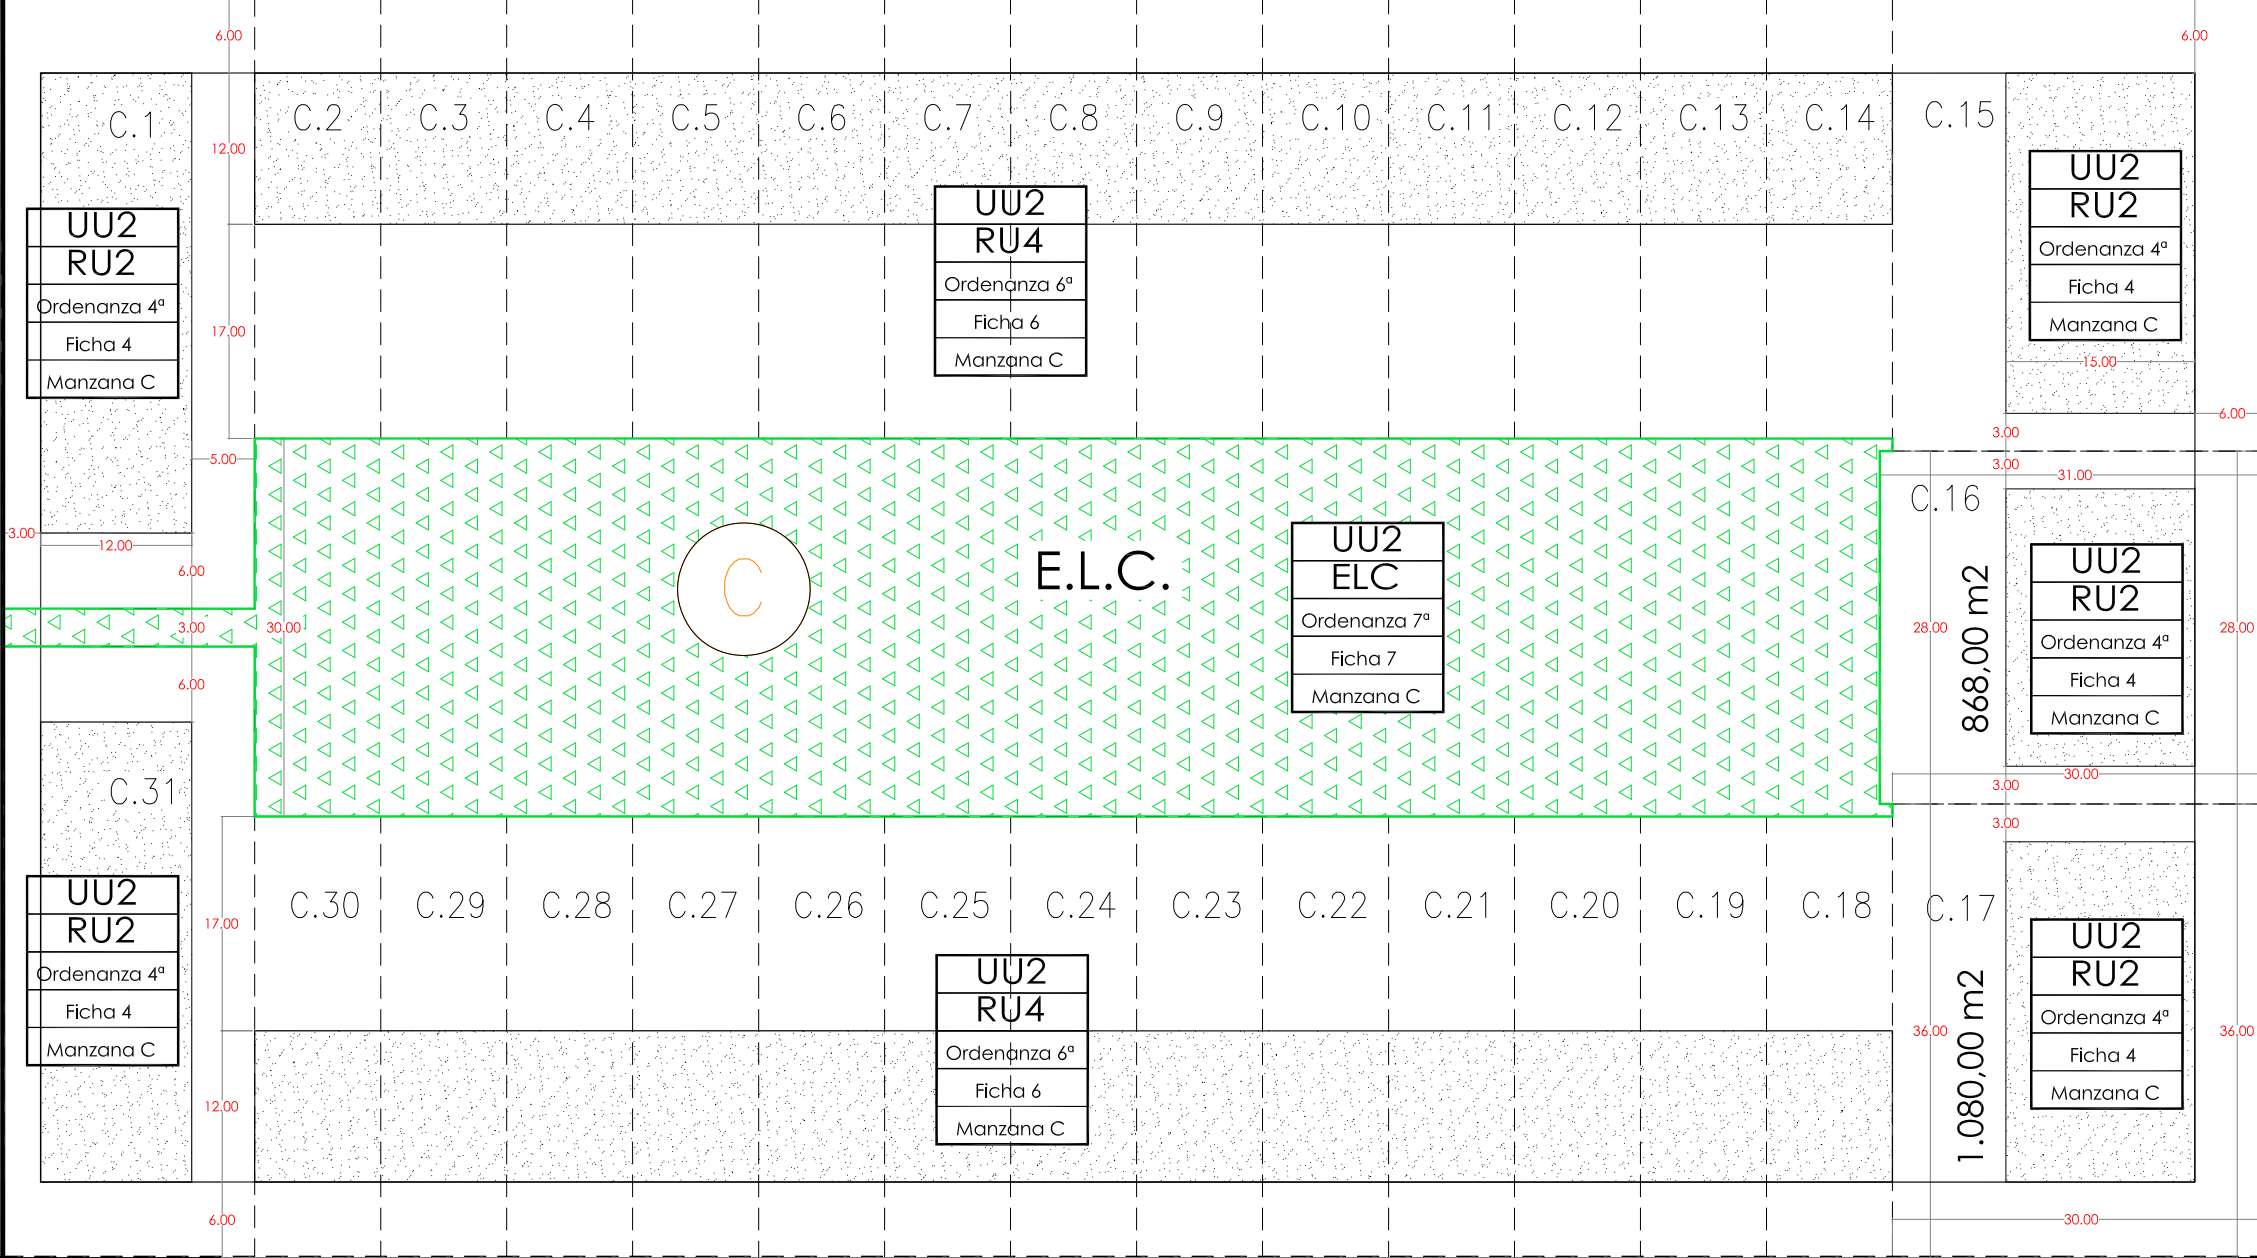 6.00
6.00
C.1
C.2
C.3
C.4
C.5
C.6
C.7
C.8
C.9
C.10
C.11
C.12
C.13
C.14
C.15
12.00
UU2
RU2
Ordenanza 4ª
Ficha 4
Manzana C
UU2
RU4
Ordenanza 6ª
Ficha 6
Manzana C
UU2
RU2
Ordenanza 4ª
Ficha 4
Manzana C
17.00
15.00
6.00
3.00
5.00
3.00
31.00
C.16
3.00
12.00
6.00
3.00
30.00
6.00
C
E.L.C.
UU2
ELC
Ordenanza 7ª
Ficha 7
Manzana C
28.00
868,00 m2
UU2
RU2
Ordenanza 4ª
Ficha 4
Manzana C
28.00
30.00
3.00
3.00
C.31
C.30
C.29
C.28
C.27
C.26
C.25
C.24
C.23
C.22
C.21
C.20
C.19
C.18
C.17
17.00
UU2
RU2
Ordenanza 4ª
Ficha 4
Manzana C
UU2
RU4
Ordenanza 6ª
Ficha 6
Manzana C
36.00
1.080,00 m2
UU2
RU2
Ordenanza 4ª
Ficha 4
Manzana C
36.00
12.00
6.00
30.00